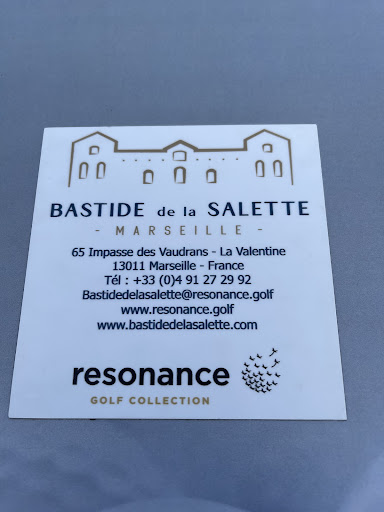 BASTIDE de la SALETTE
- MARSEILLE -
65 Impasse des Vaudrans - La Valentine
13011 Marseille - France
Tél : +33 (0)4 91 27 29 92
Bastidedelasalette@resonance.golf
www.resonance.golf
www.bastidedelasalette.com
resonance
GOLF COLLECTION